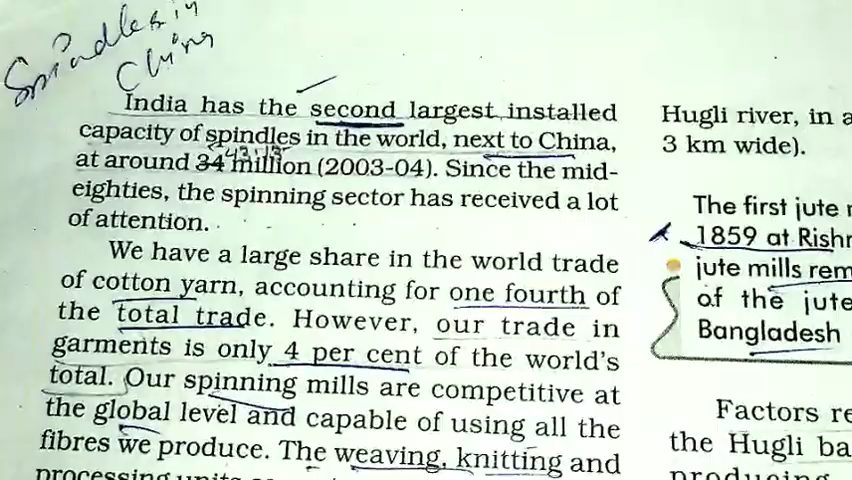 Spindles in
China
India has the second largest installed
capacity of spindles in the world, next to China,
at around 34 million (2003-04). Since the mid-
eighties, the spinning sector has received a lot
of attention.
We have a large share in the world trade
of cotton yarn, accounting for one fourth of
the total trade. However, our trade in
garments is only 4 per cent of the world's
total. Our spinning mills are competitive at
the global level and capable of using all the
fibres we produce. The weaving, knitting and
processing units
Hugli river, in a
3 km wide).
The first jute
1859 at Rishr
jute mills rem
of the jute
Bangladesh
Factors re
the Hugli ba
producing